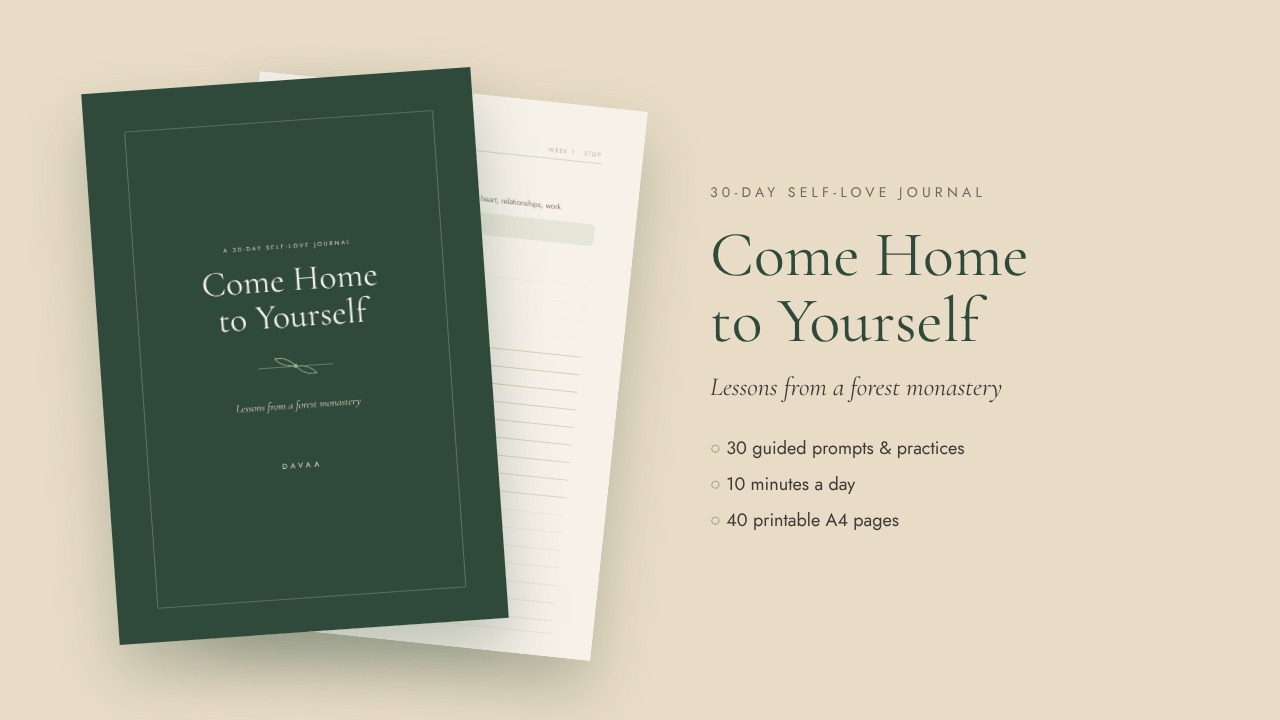 A 30-DAY SELF-LOVE JOURNAL
Come Home
to Yourself
Lessons from a forest monastery
DAVAA
WEEK 1 STOP
heart, relationships, work
30-DAY SELF-LOVE JOURNAL
Come Home
to Yourself
Lessons from a forest monastery
○ 30 guided prompts & practices
○ 10 minutes a day
○ 40 printable A4 pages